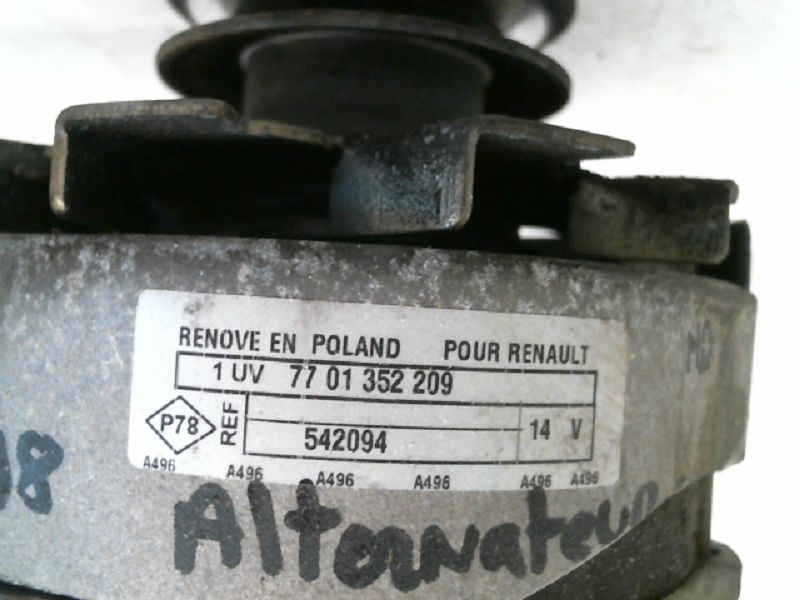 RENOVE EN POLAND POUR RENAULT
1 UV 77 01 352 209
P78 REF 542094 14 V
A496 A496 A496 A496 A496 A496
Alternateur